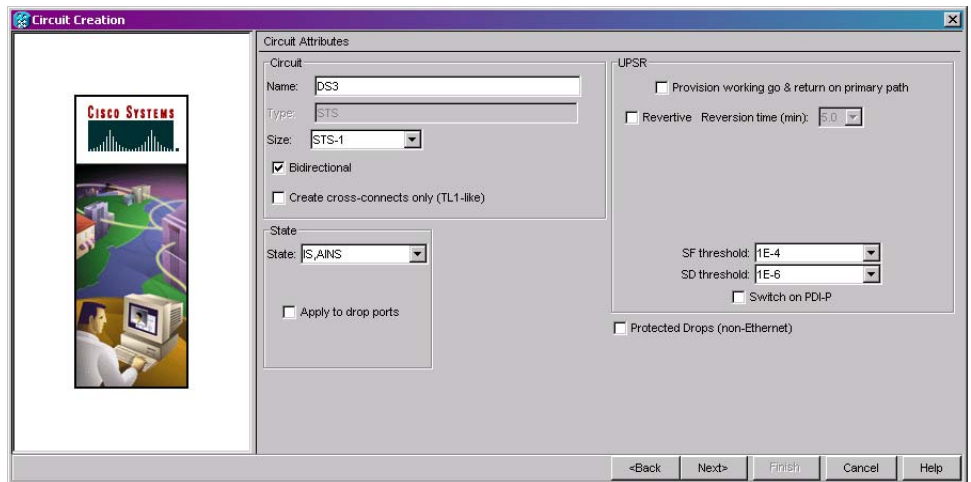 Circuit Creation
CISCO SYSTEMS
Circuit Attributes
Circuit
Name: DS3
Type: STS
Size: STS-1
Bidirectional
Create cross-connects only (TL1-like)
State
State: IS,AINS
Apply to drop ports
UPSR
Provision working go & return on primary path
Revertive Reversion time (min): 5.0
SF threshold: 1E-4
SD threshold: 1E-6
Switch on PDI-P
Protected Drops (non-Ethernet)
<Back Next> Finish Cancel Help